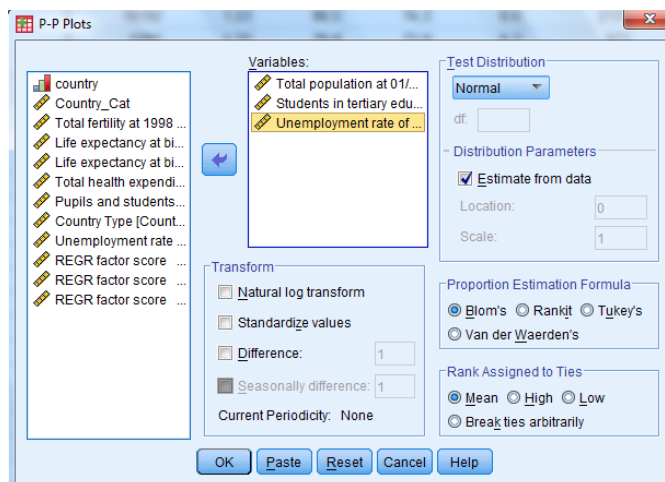 P-P Plots
country
Country_Cat
Total fertility at 1998 ...
Life expectancy at bi...
Life expectancy at bi...
Total health expendi...
Pupils and students...
Country Type [Count...
Unemployment rate ...
REGR factor score ...
REGR factor score ...
REGR factor score ...
Variables:
Total population at 01/...
Students in tertiary edu...
Unemployment rate of ...
Transform
Natural log transform
Standardize values
Difference: 1
Seasonally difference: 1
Current Periodicity: None
Test Distribution
Normal
df:
Distribution Parameters
Estimate from data
Location: 0
Scale: 1
Proportion Estimation Formula
Blom's Rankit Tukey's
Van der Waerden's
Rank Assigned to Ties
Mean High Low
Break ties arbitrarily
OK Paste Reset Cancel Help